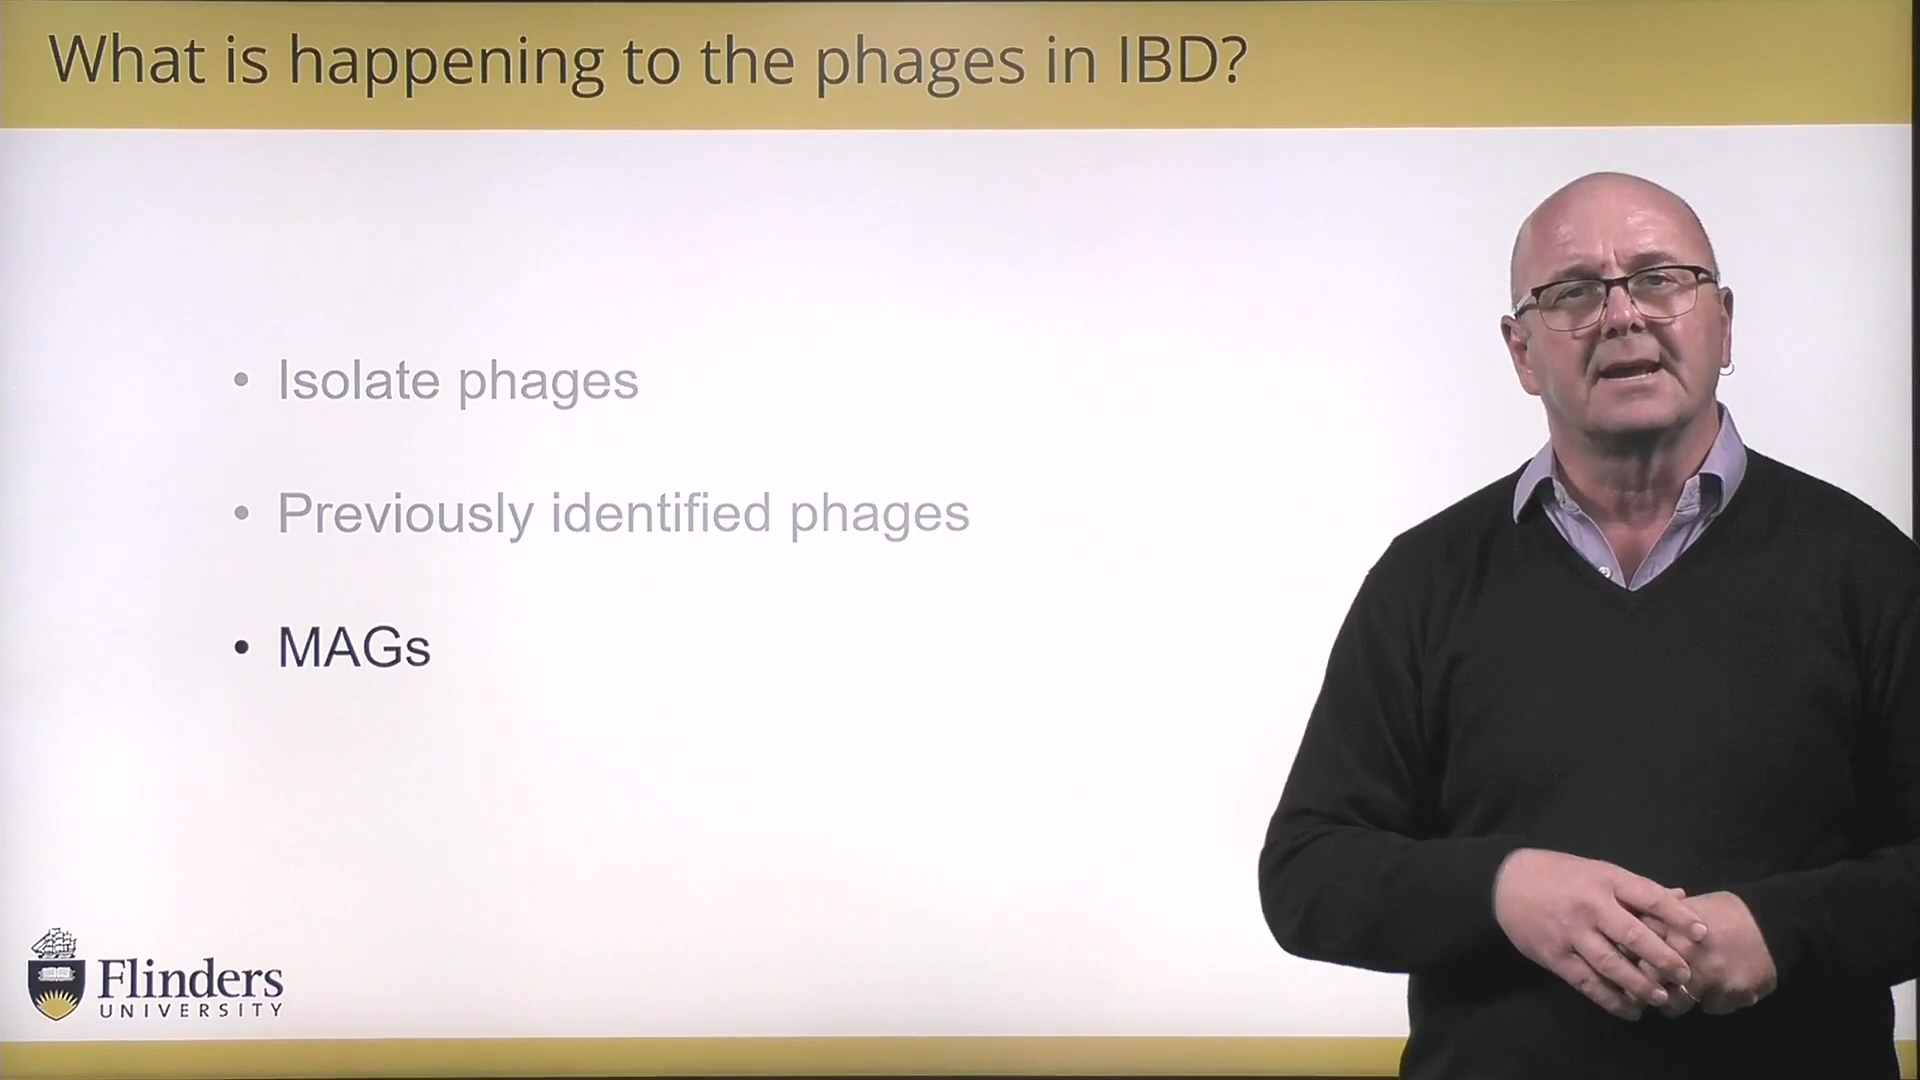 What is happening to the phages in IBD?
• Isolate phages
• Previously identified phages
• MAGs
Flinders
UNIVERSITY